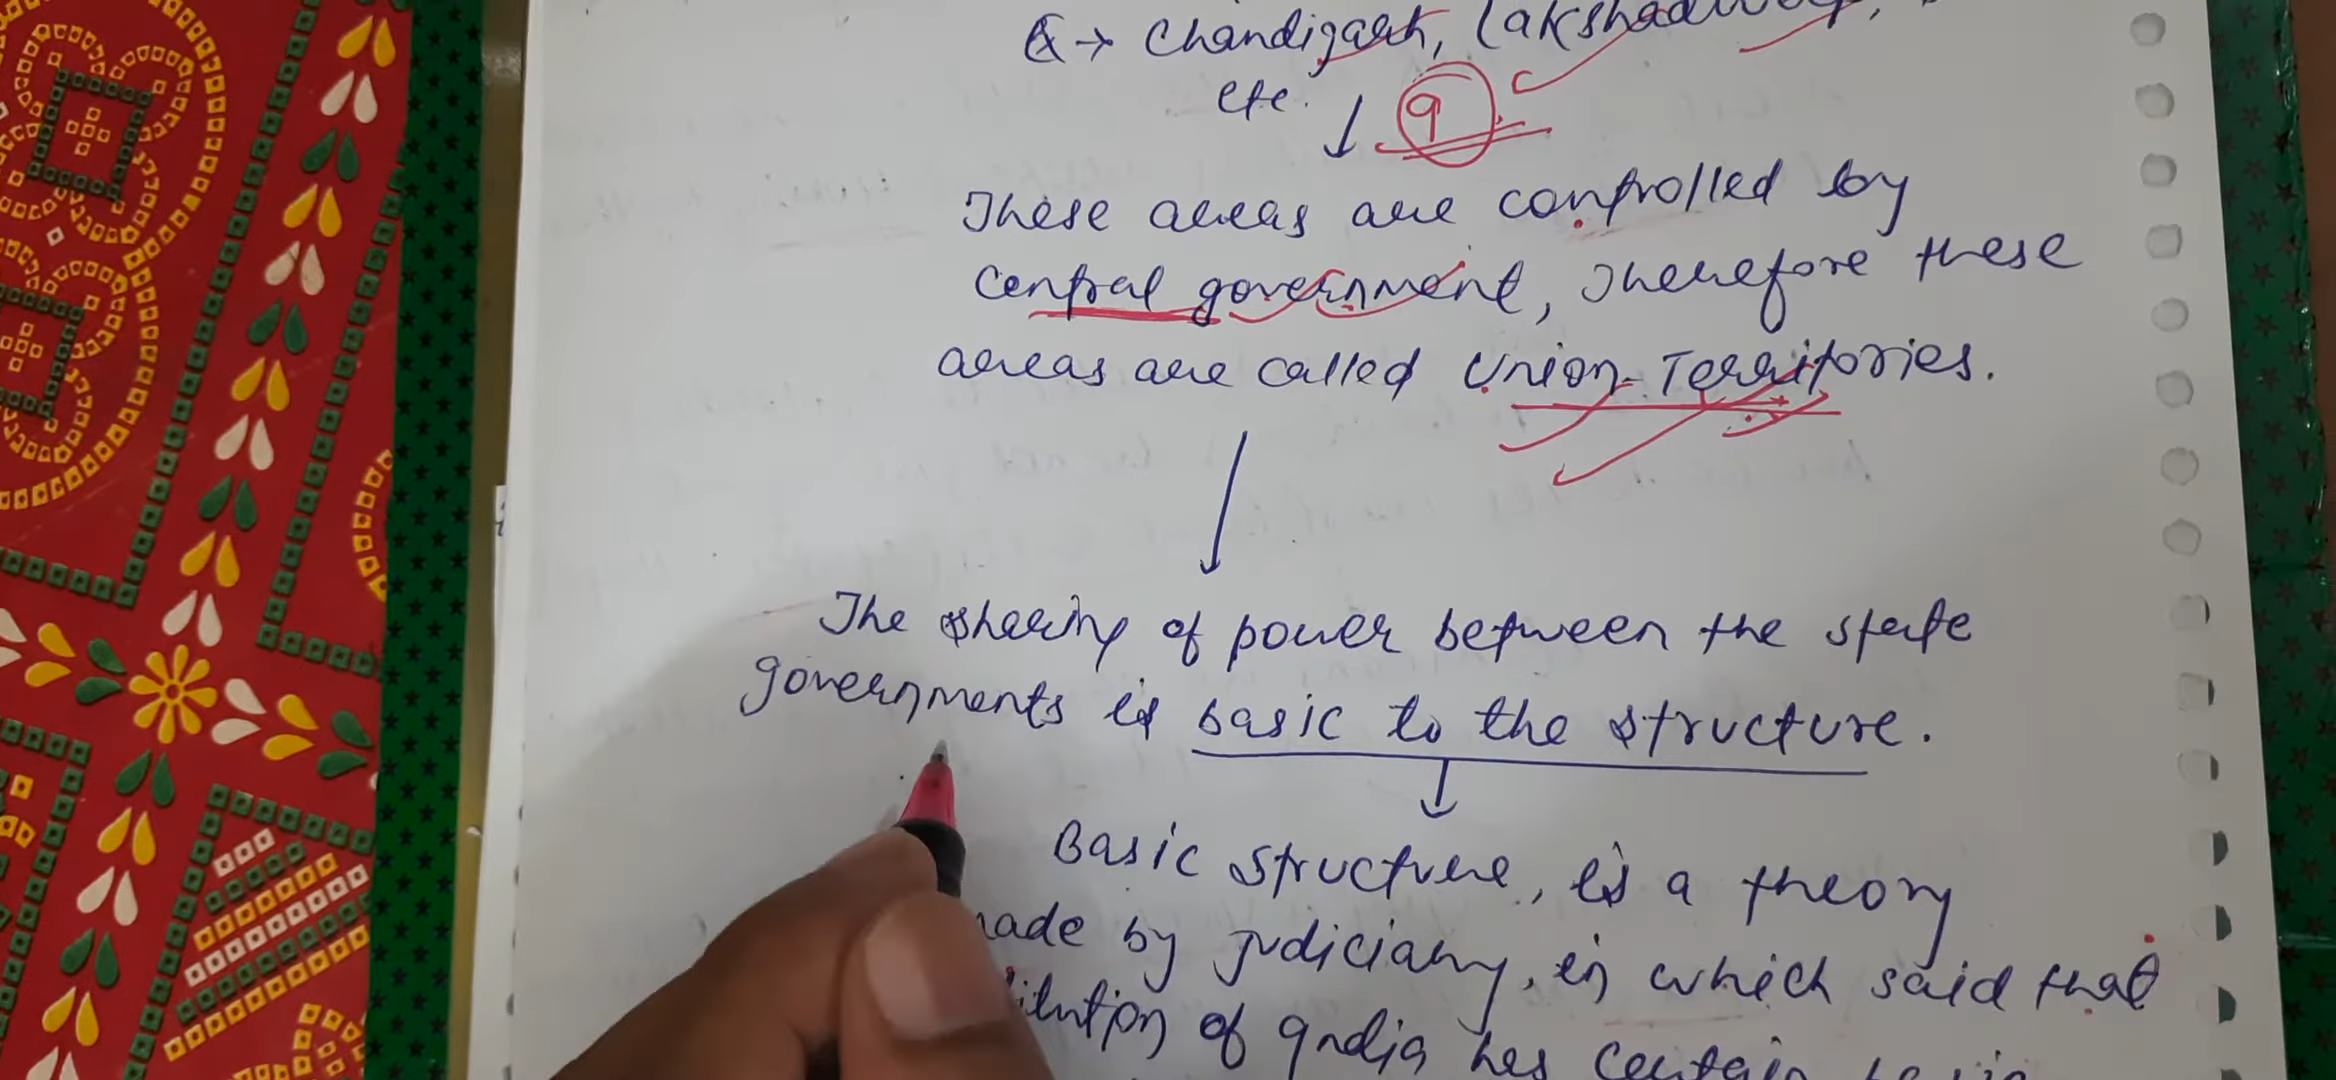 Ex → Chandigarh, Lakshadweep,
etc. ↓ 9
These areas are controlled by
central government, Therefore these
areas are called Union-Territories.
↓
The sharing of power between the state
governments is basic to the structure.
↓
Basic structure, is a theory
made by judiciary, in which said that
of India has certain